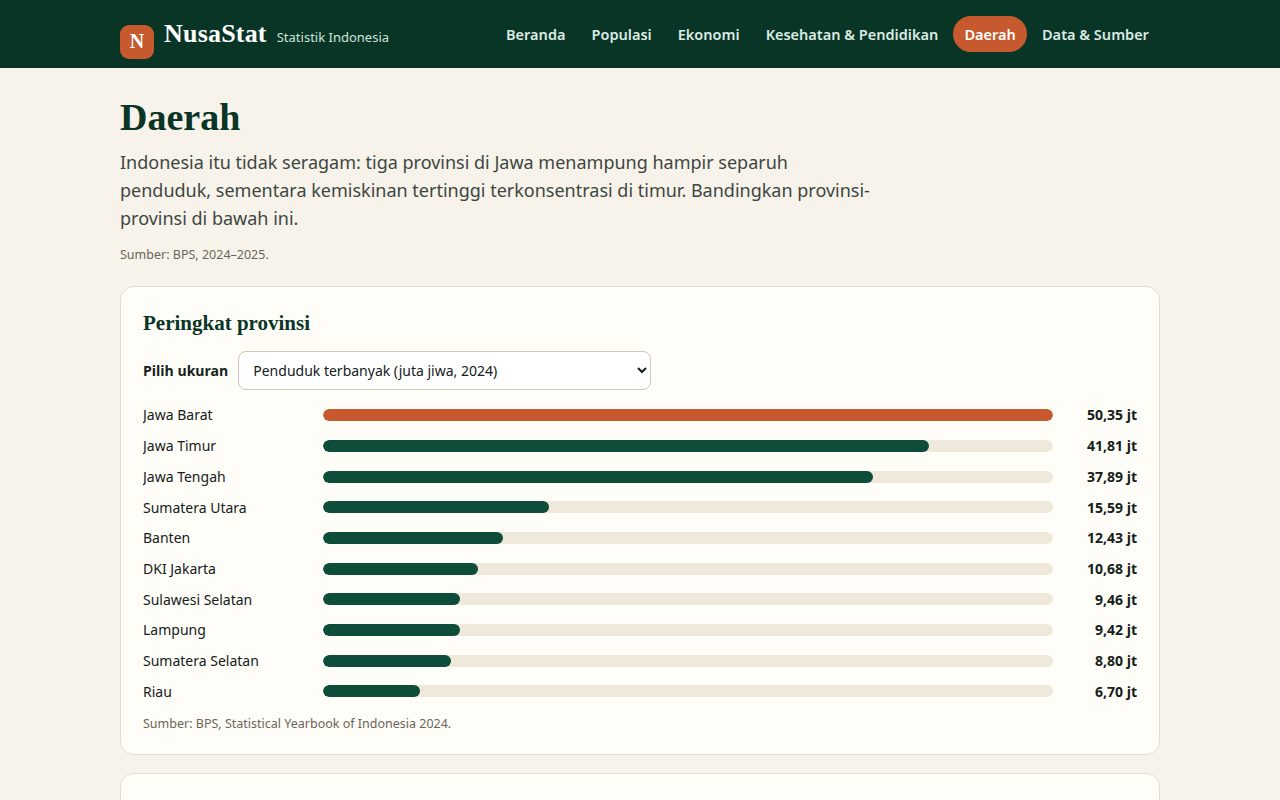 N NusaStat Statistik Indonesia
Beranda Populasi Ekonomi Kesehatan & Pendidikan Daerah Data & Sumber
Daerah
Indonesia itu tidak seragam: tiga provinsi di Jawa menampung hampir separuh
penduduk, sementara kemiskinan tertinggi terkonsentrasi di timur. Bandingkan provinsi-
provinsi di bawah ini.
Sumber: BPS, 2024–2025.
Peringkat provinsi
Pilih ukuran Penduduk terbanyak (juta jiwa, 2024)
Jawa Barat 50,35 jt
Jawa Timur 41,81 jt
Jawa Tengah 37,89 jt
Sumatera Utara 15,59 jt
Banten 12,43 jt
DKI Jakarta 10,68 jt
Sulawesi Selatan 9,46 jt
Lampung 9,42 jt
Sumatera Selatan 8,80 jt
Riau 6,70 jt
Sumber: BPS, Statistical Yearbook of Indonesia 2024.